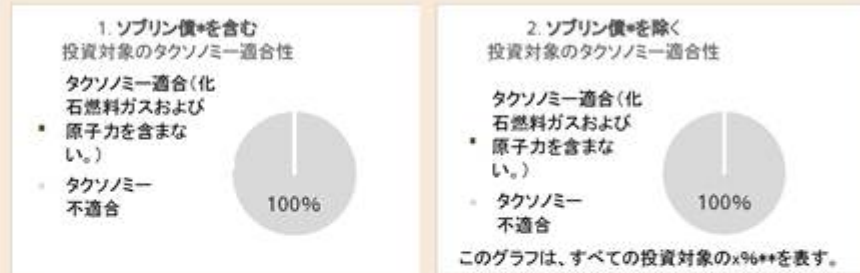 1. ソブリン債*を含む
投資対象のタクソノミー適合性
タクソノミー適合(化
石燃料ガスおよび
原子力を含まな
い。)
タクソノミー
不適合
100%
2. ソブリン債*を除く
投資対象のタクソノミー適合性
タクソノミー適合(化
石燃料ガスおよび
原子力を含まな
い。)
タクソノミー
不適合
100%
このグラフは、すべての投資対象のx%**を表す。